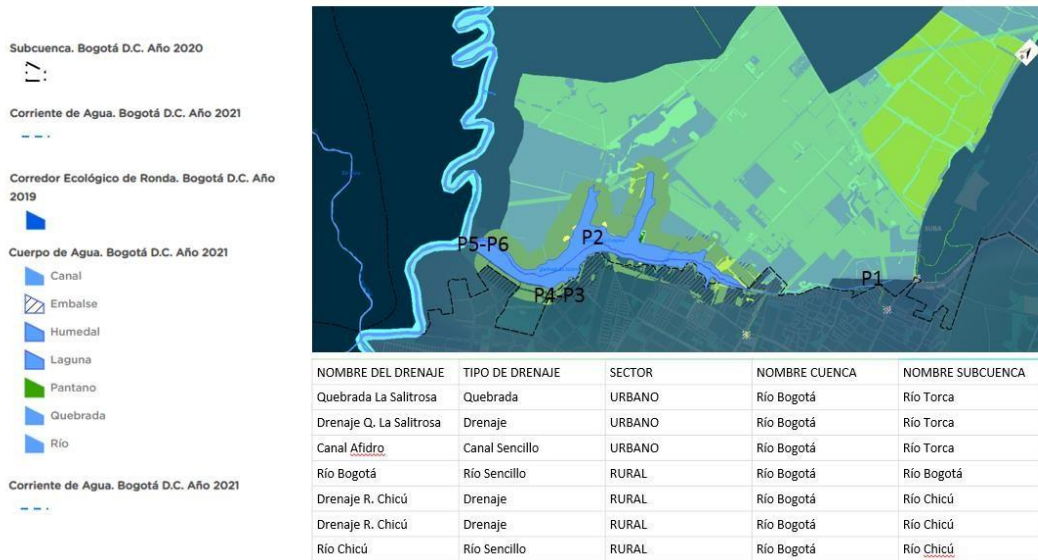 Subcuenca. Bogotá D.C. Año 2020
Corriente de Agua. Bogotá D.C. Año 2021
Corredor Ecológico de Ronda. Bogotá D.C. Año
2019
Cuerpo de Agua. Bogotá D.C. Año 2021
Canal
Embalse
Humedal
Laguna
Pantano
Quebrada
Río
Corriente de Agua. Bogotá D.C. Año 2021
SUBA
P5-P6
P2
P1
P4-P3
NOMBRE DEL DRENAJE TIPO DE DRENAJE SECTOR NOMBRE CUENCA NOMBRE SUBCUENCA
Quebrada La Salitrosa Quebrada URBANO Río Bogotá Río Torca
Drenaje Q. La Salitrosa Drenaje URBANO Río Bogotá Río Torca
Canal Afidro Canal Sencillo URBANO Río Bogotá Río Torca
Río Bogotá Río Sencillo RURAL Río Bogotá Río Bogotá
Drenaje R. Chicú Drenaje RURAL Río Bogotá Río Chicú
Drenaje R. Chicú Drenaje RURAL Río Bogotá Río Chicú
Río Chicú Río Sencillo RURAL Río Bogotá Río Chicú